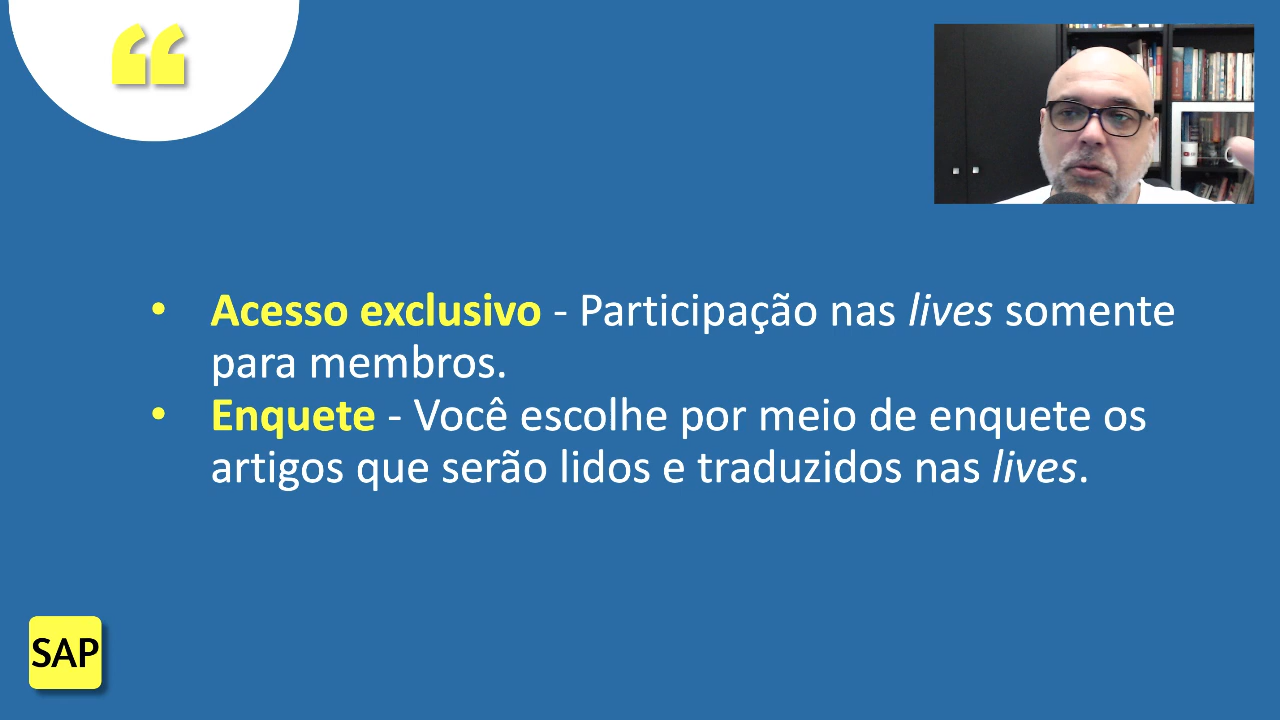 “
• Acesso exclusivo - Participação nas lives somente
para membros.
• Enquete - Você escolhe por meio de enquete os
artigos que serão lidos e traduzidos nas lives.
SAP